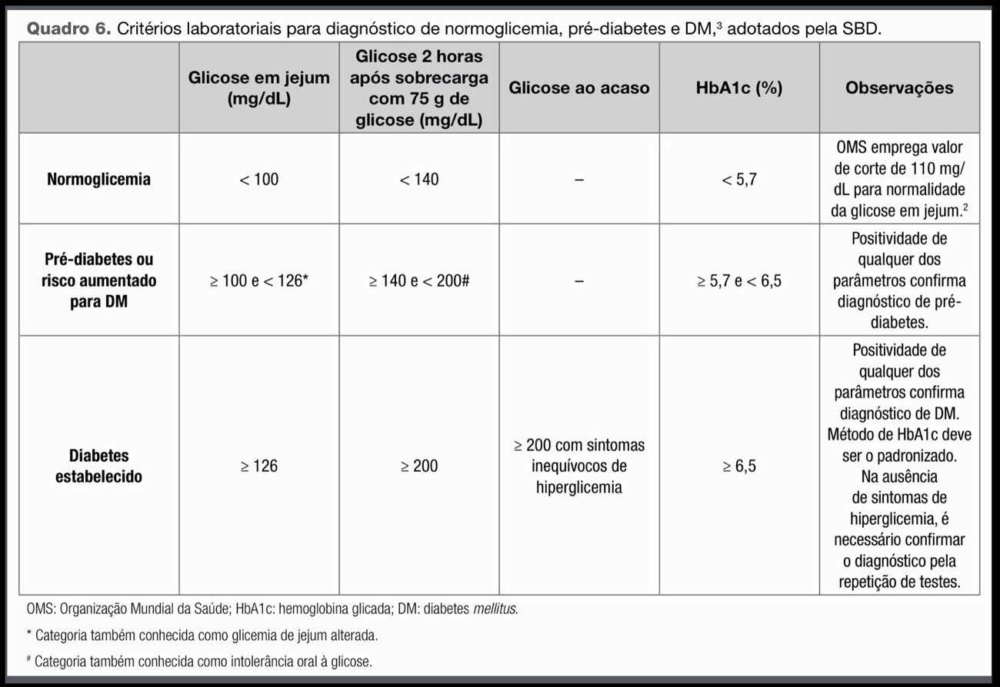 Quadro 6. Critérios laboratoriais para diagnóstico de normoglicemia, pré-diabetes e DM,³ adotados pela SBD.
Glicose em jejum
(mg/dL)
Glicose 2 horas
após sobrecarga
com 75 g de
glicose (mg/dL)
Glicose ao acaso
HbA1c (%)
Observações
Normoglicemia
< 100
< 140
–
< 5,7
OMS emprega valor
de corte de 110 mg/
dL para normalidade
da glicose em jejum.²
Pré-diabetes ou
risco aumentado
para DM
≥ 100 e < 126*
≥ 140 e < 200#
–
≥ 5,7 e < 6,5
Positividade de
qualquer dos
parâmetros confirma
diagnóstico de pré-
diabetes.
Diabetes
estabelecido
≥ 126
≥ 200
≥ 200 com sintomas
inequívocos de
hiperglicemia
≥ 6,5
Positividade de
qualquer dos
parâmetros confirma
diagnóstico de DM.
Método de HbA1c deve
ser o padronizado.
Na ausência
de sintomas de
hiperglicemia, é
necessário confirmar
o diagnóstico pela
repetição de testes.
OMS: Organização Mundial da Saúde; HbA1c: hemoglobina glicada; DM: diabetes mellitus.
* Categoria também conhecida como glicemia de jejum alterada.
# Categoria também conhecida como intolerância oral à glicose.